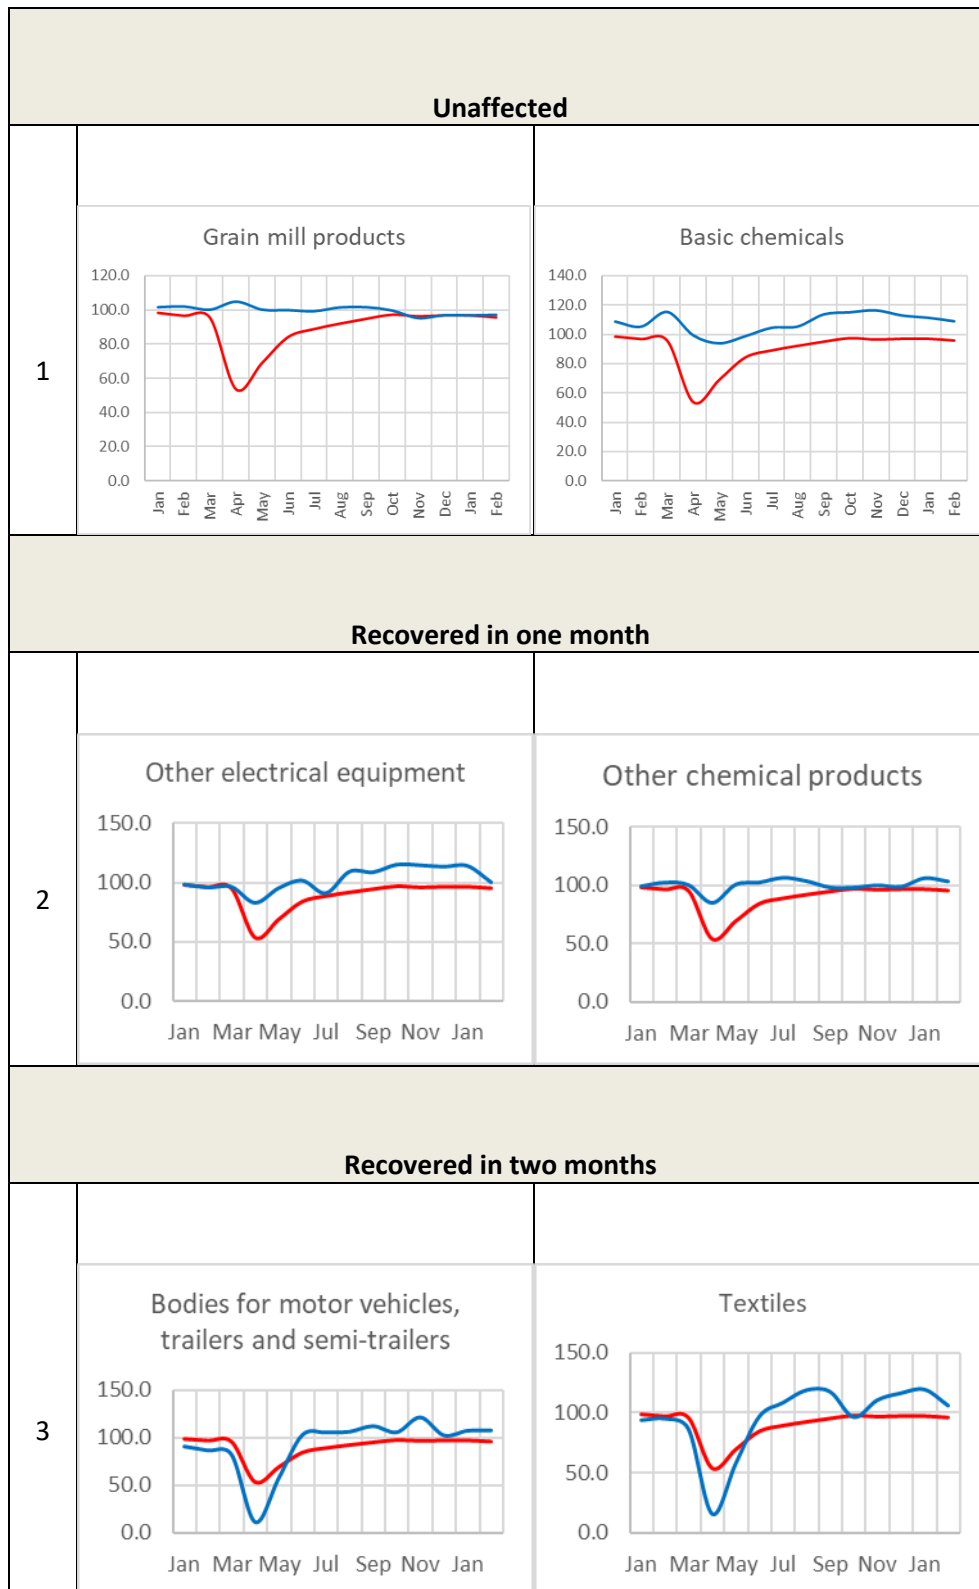 Unaffected
1
Grain mill products
120.0
100.0
80.0
60.0
40.0
20.0
0.0
Jan Feb Mar Apr May Jun Jul Aug Sep Oct Nov Dec Jan Feb
Basic chemicals
140.0
120.0
100.0
80.0
60.0
40.0
20.0
0.0
Jan Feb Mar Apr May Jun Jul Aug Sep Oct Nov Dec Jan Feb
Recovered in one month
2
Other electrical equipment
150.0
100.0
50.0
0.0
Jan Mar May Jul Sep Nov Jan
Other chemical products
150.0
100.0
50.0
0.0
Jan Mar May Jul Sep Nov Jan
Recovered in two months
3
Bodies for motor vehicles,
trailers and semi-trailers
150.0
100.0
50.0
0.0
Jan Mar May Jul Sep Nov Jan
Textiles
150.0
100.0
50.0
0.0
Jan Mar May Jul Sep Nov Jan